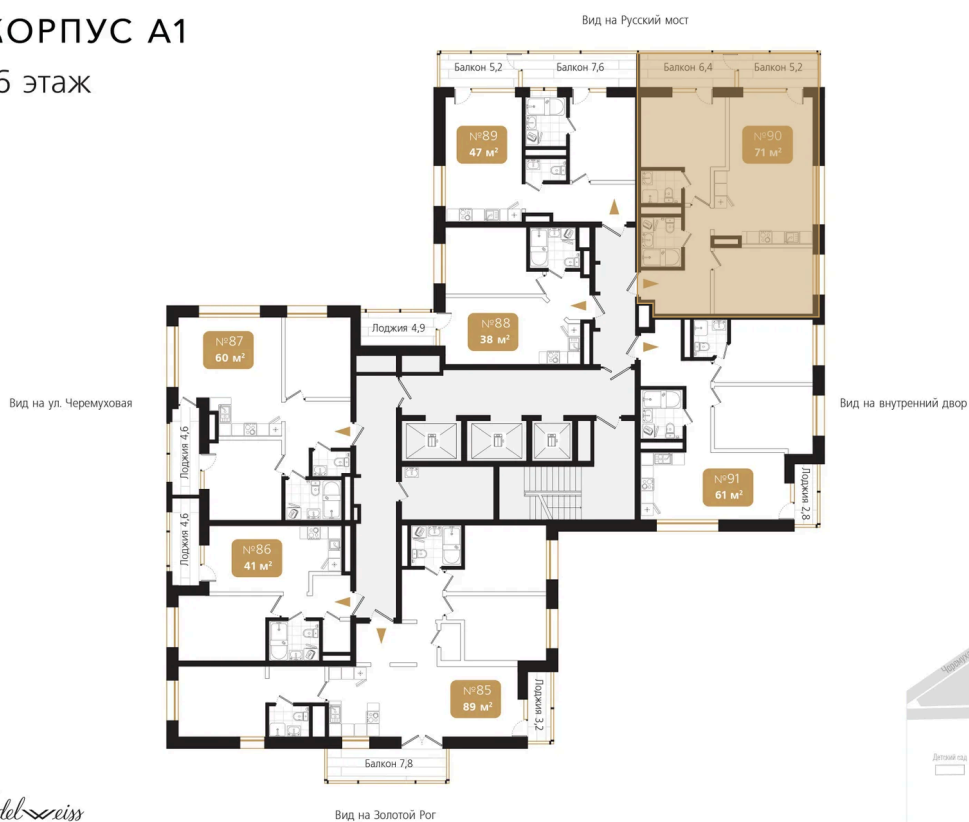 КОРПУС А1
6 этаж
Вид на Русский мост
Балкон 5,2
Балкон 7,6
Балкон 6,4
Балкон 5,2
№89
47 м²
№90
71 м²
№88
38 м²
Лоджия 4,9
№87
60 м²
Вид на ул. Черемуховая
Вид на внутренний двор
Лоджия 4,6
Лоджия 4,6
№91
61 м²
Лоджия 2,8
№86
41 м²
№85
89 м²
Лоджия 3,2
Балкон 7,8
Вид на Золотой Рог
Детский сад